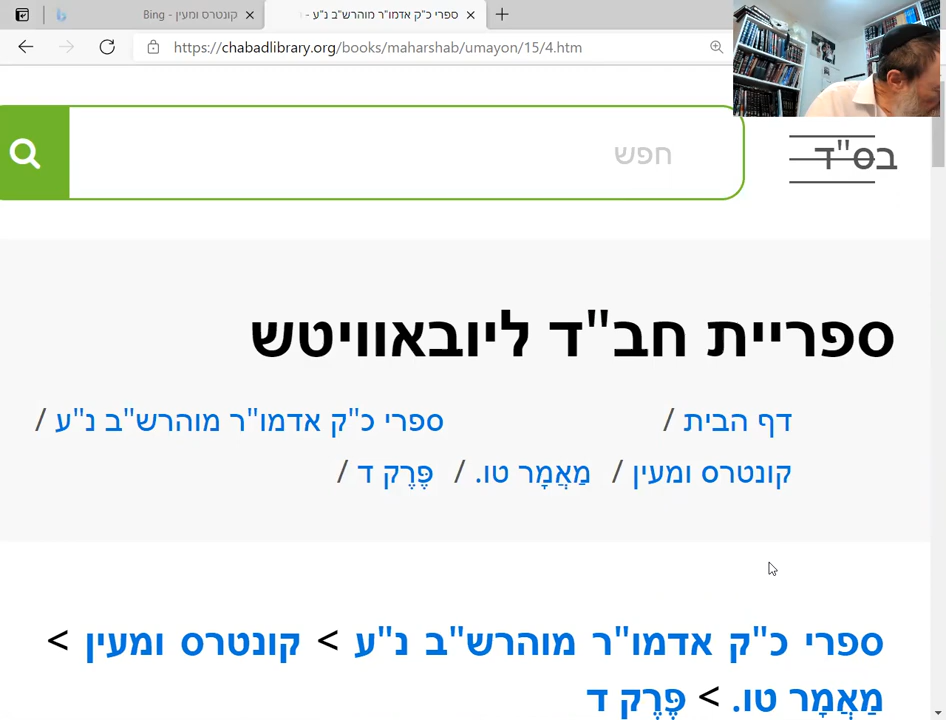 קונטרס ומעין - Bing
ספרי כ"ק אדמו"ר מוהרש"ב נ"ע -
https://chabadlibrary.org/books/maharshab/umayon/15/4.htm
חפש
בס"ד
ספריית חב"ד ליובאוויטש
דף הבית / ספרי כ"ק אדמו"ר מוהרש"ב נ"ע /
קונטרס ומעין / מַאֲמָר טו. / פֶּרֶק ד /
ספרי כ"ק אדמו"ר מוהרש"ב נ"ע > קונטרס ומעין >
מַאֲמָר טו. > פֶּרֶק ד